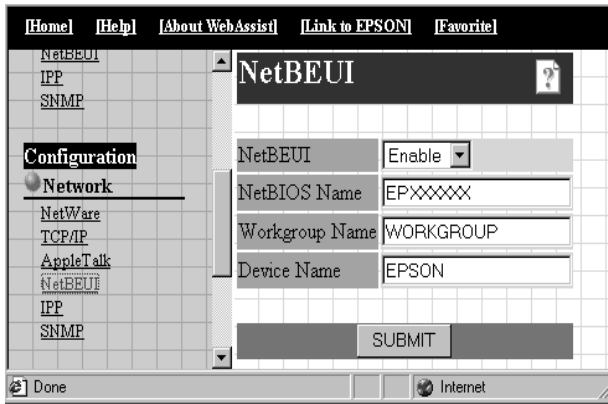 [Home] [Help] [About WebAssist] [Link to EPSON] [Favorite]
NetBEUI
IPP
SNMP
Configuration
Network
NetWare
TCP/IP
AppleTalk
NetBEUI
IPP
SNMP
NetBEUI
?
NetBEUI Enable
NetBIOS Name EPXXXXXX
Workgroup Name WORKGROUP
Device Name EPSON
SUBMIT
Done Internet